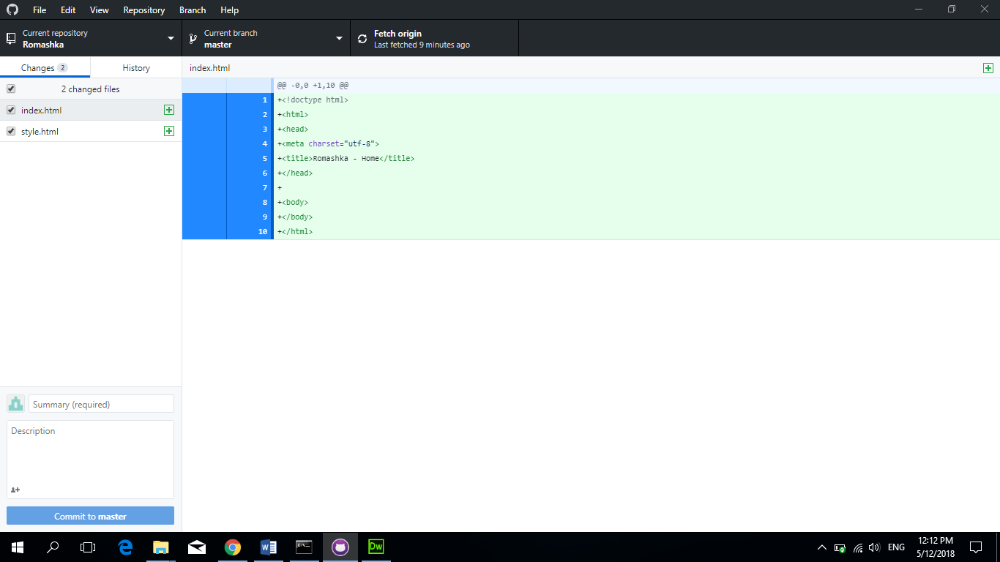 File Edit View Repository Branch Help
Current repository
Romashka
Current branch
master
Fetch origin
Last fetched 9 minutes ago
Changes 2 History
index.html
2 changed files
index.html
style.html
@@ -0,0 +1,10 @@
1 +<!doctype html>
2 +<html>
3 +<head>
4 +<meta charset="utf-8">
5 +<title>Romashka - Home</title>
6 +</head>
7 +
8 +<body>
9 +</body>
10 +</html>
Summary (required)
Description
Commit to master
Dw
ENG
12:12 PM
5/12/2018